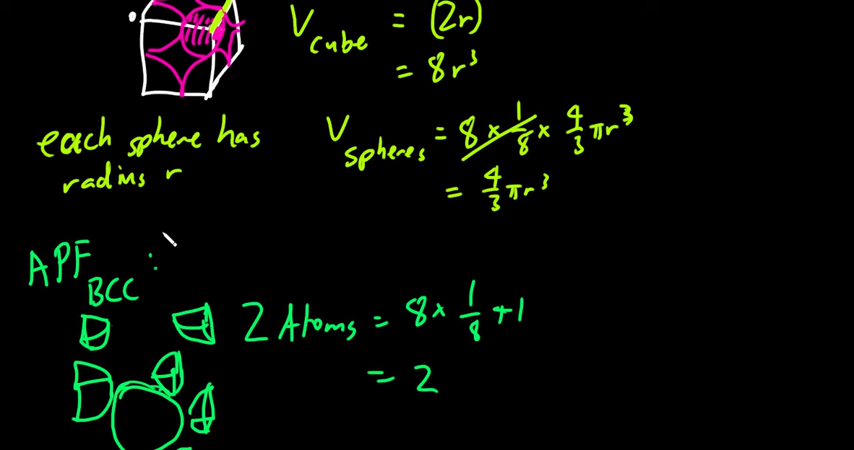 V cube = (2r)
= 8r³
each sphere has
radius r
V spheres = 8 × 1/8 × 4/3 πr³
= 4/3 πr³
APF BCC :
2 Atoms = 8 × 1/8 + 1
= 2